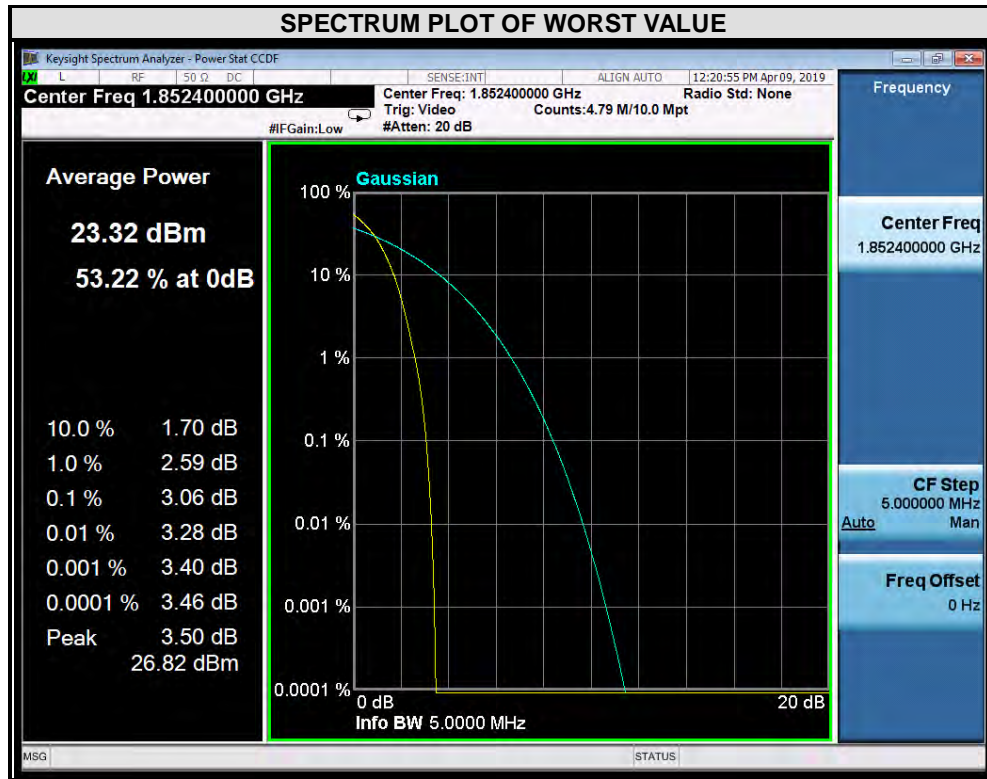 SPECTRUM PLOT OF WORST VALUE
Keysight Spectrum Analyzer - Power Stat CCDF
LXI L RF 50 Ω DC SENSE:INT ALIGN AUTO 12:20:55 PM Apr 09, 2019
Center Freq 1.852400000 GHz
Center Freq: 1.852400000 GHz Radio Std: None
Trig: Video Counts:4.79 M/10.0 Mpt
#IFGain:Low #Atten: 20 dB
Frequency
Average Power
23.32 dBm
53.22 % at 0dB
10.0 % 1.70 dB
1.0 % 2.59 dB
0.1 % 3.06 dB
0.01 % 3.28 dB
0.001 % 3.40 dB
0.0001 % 3.46 dB
Peak 3.50 dB
26.82 dBm
Gaussian
100 %
10 %
1 %
0.1 %
0.01 %
0.001 %
0.0001 %
0 dB 20 dB
Info BW 5.0000 MHz
Center Freq
1.852400000 GHz
CF Step
5.000000 MHz
Auto Man
Freq Offset
0 Hz
MSG STATUS